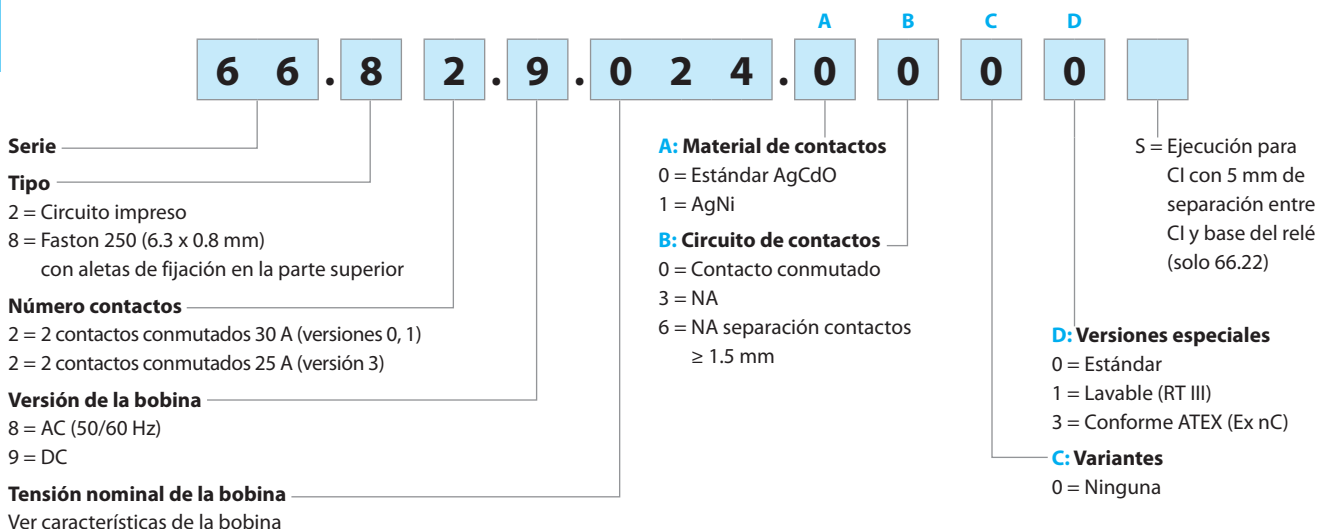 A B C D
6 6 . 8 2 . 9 . 0 2 4 . 0 0 0 0
Serie
Tipo
2 = Circuito impreso
8 = Faston 250 (6.3 x 0.8 mm)
con aletas de fijación en la parte superior
Número contactos
2 = 2 contactos conmutados 30 A (versiones 0, 1)
2 = 2 contactos conmutados 25 A (versión 3)
Versión de la bobina
8 = AC (50/60 Hz)
9 = DC
Tensión nominal de la bobina
Ver características de la bobina
A: Material de contactos
0 = Estándar AgCdO
1 = AgNi
B: Circuito de contactos
0 = Contacto conmutado
3 = NA
6 = NA separación contactos
≥ 1.5 mm
S = Ejecución para
CI con 5 mm de
separación entre
CI y base del relé
(solo 66.22)
D: Versiones especiales
0 = Estándar
1 = Lavable (RT III)
3 = Conforme ATEX (Ex nC)
C: Variantes
0 = Ninguna